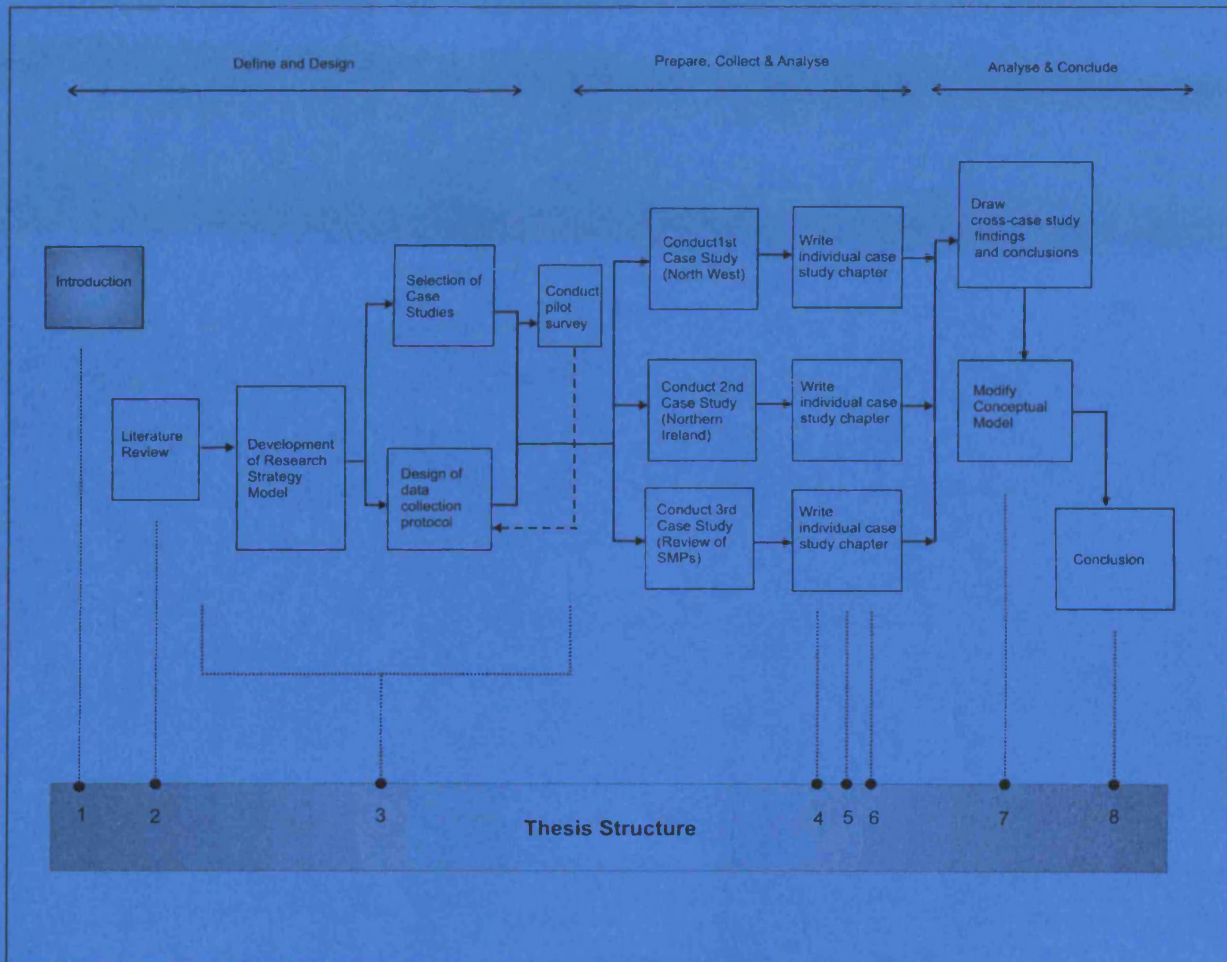 Define and Design
Prepare, Collect & Analyse
Analyse & Conclude
Introduction
Literature
Review
Development
of Research
Strategy
Model
Selection of
Case
Studies
Design of
data
collection
protocol
Conduct
pilot
survey
Conduct1st
Case Study
(North West)
Write
individual case
study chapter
Conduct 2nd
Case Study
(Northern
Ireland)
Write
individual case
study chapter
Conduct 3rd
Case Study
(Review of
SMPs)
Write
individual case
study chapter
Draw
cross-case study
findings
and conclusions
Modify
Conceptual
Model
Conclusion
1 2 3 4 5 6 7 8
Thesis Structure